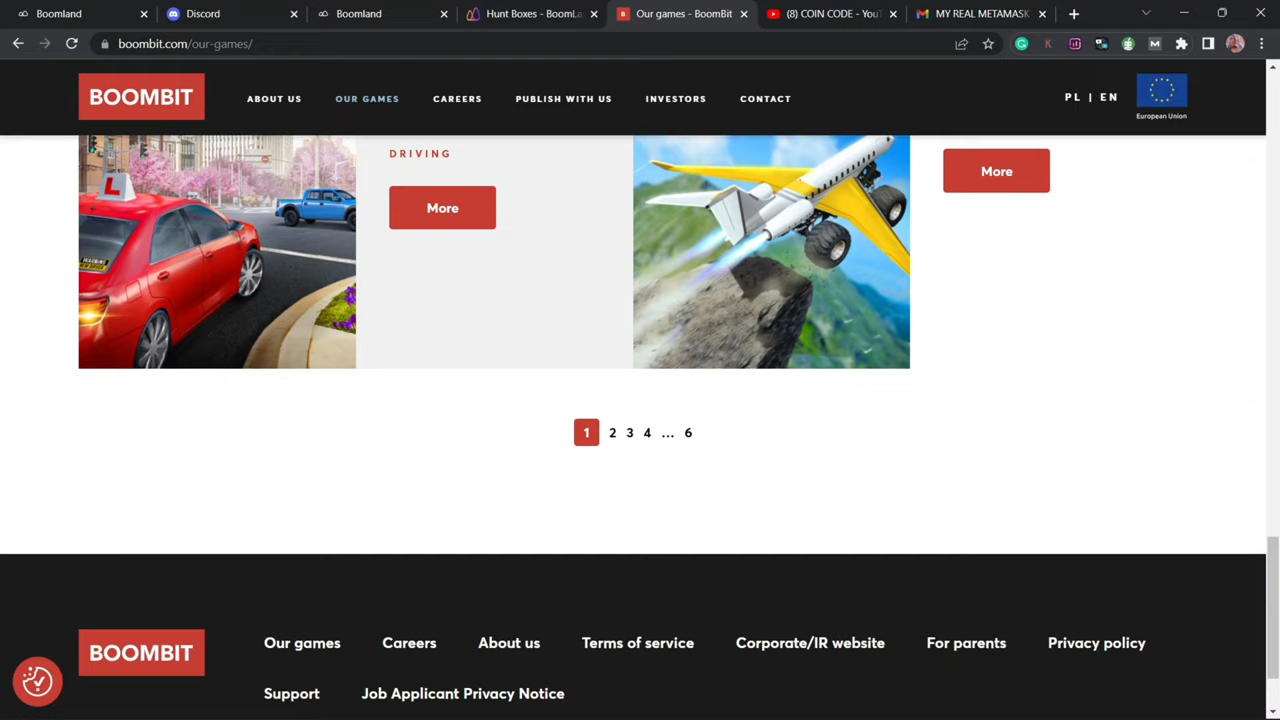 Boomland
Discord
Boomland
Hunt Boxes - BoomLa
Our games - BoomBit
(8) COIN CODE - YouT
MY REAL METAMASK
boombit.com/our-games/
BOOMBIT
ABOUT US
OUR GAMES
CAREERS
PUBLISH WITH US
INVESTORS
CONTACT
PL | EN
European Union
L
DRIVING
More
More
1 2 3 4 ... 6
BOOMBIT
Our games
Careers
About us
Terms of service
Corporate/IR website
For parents
Privacy policy
Support
Job Applicant Privacy Notice